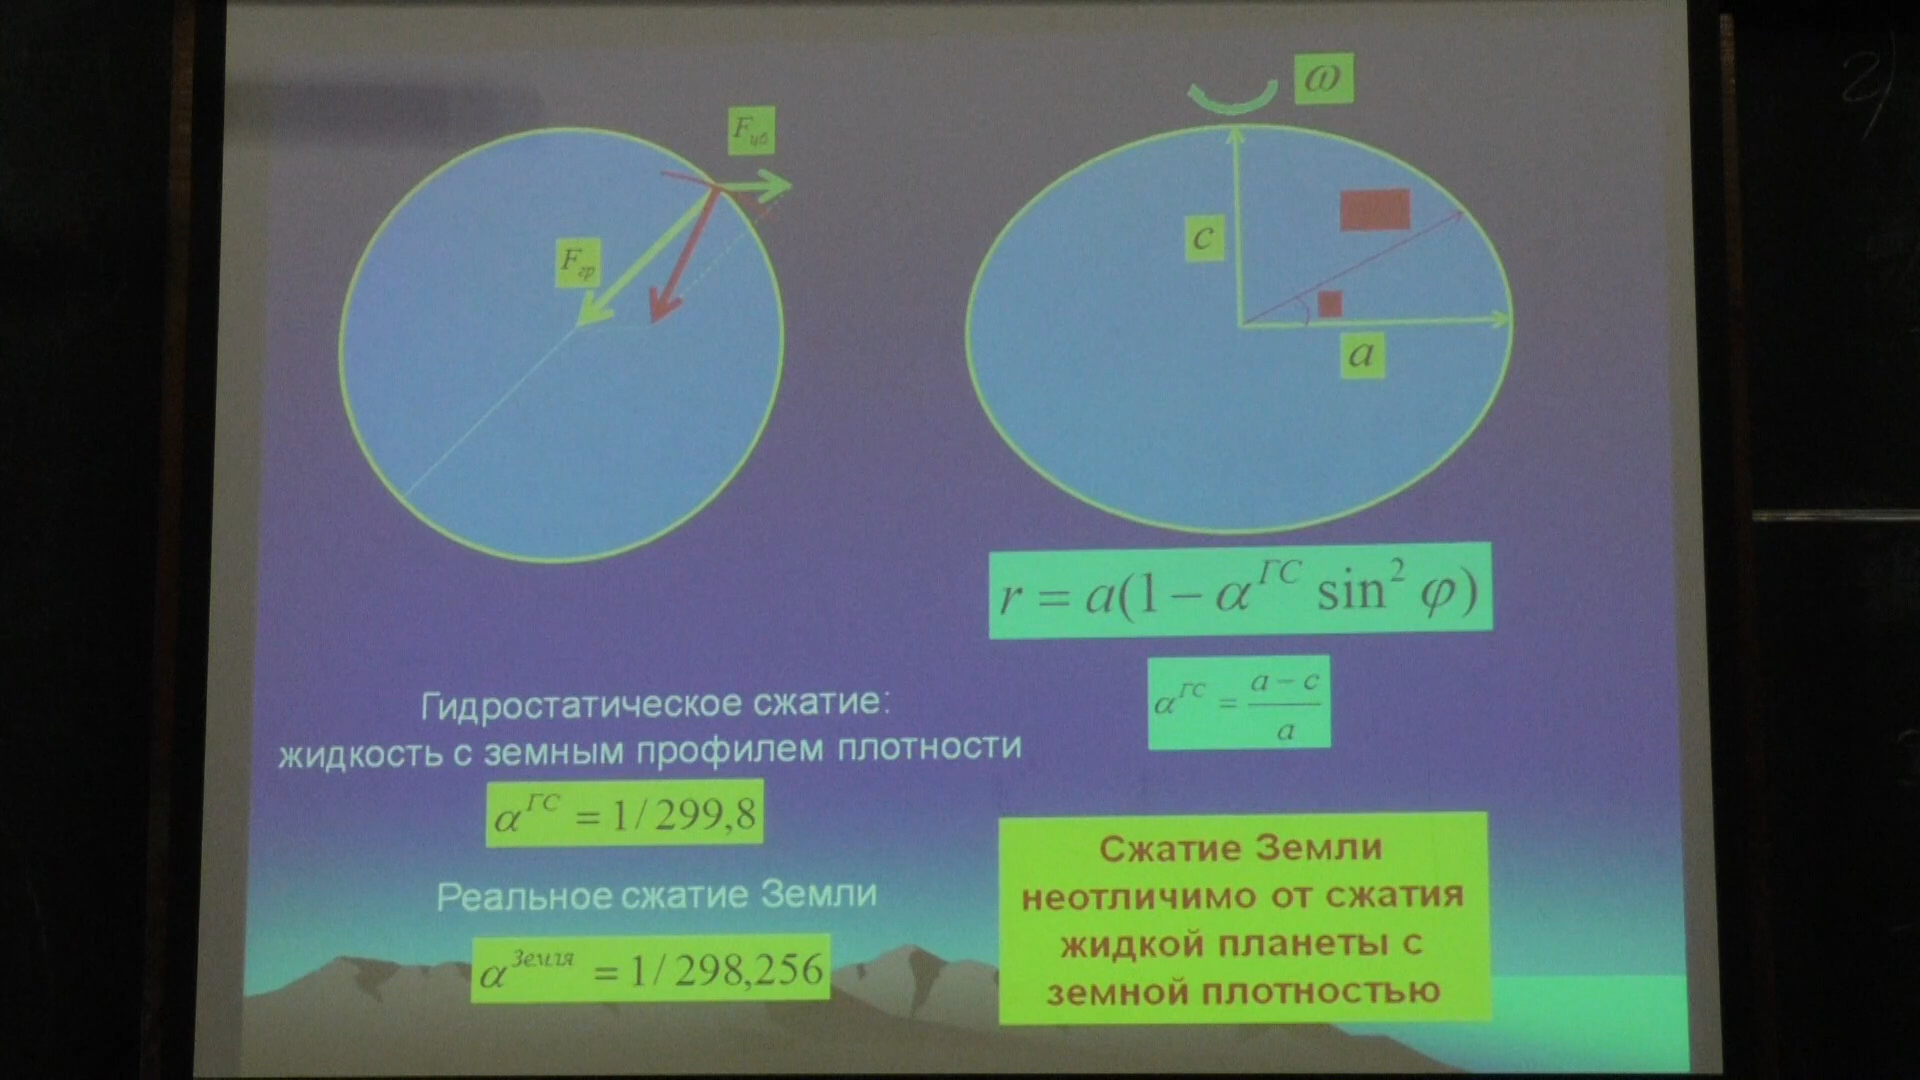 F_цб
ω
F_гр
c
a
r = a(1 − α^ГС sin² φ)
α^ГС = (a − c) / a
Гидростатическое сжатие:
жидкость с земным профилем плотности
α^ГС = 1/299,8
Реальное сжатие Земли
α^Земля = 1/298,256
Сжатие Земли
неотличимо от сжатия
жидкой планеты с
земной плотностью
2)